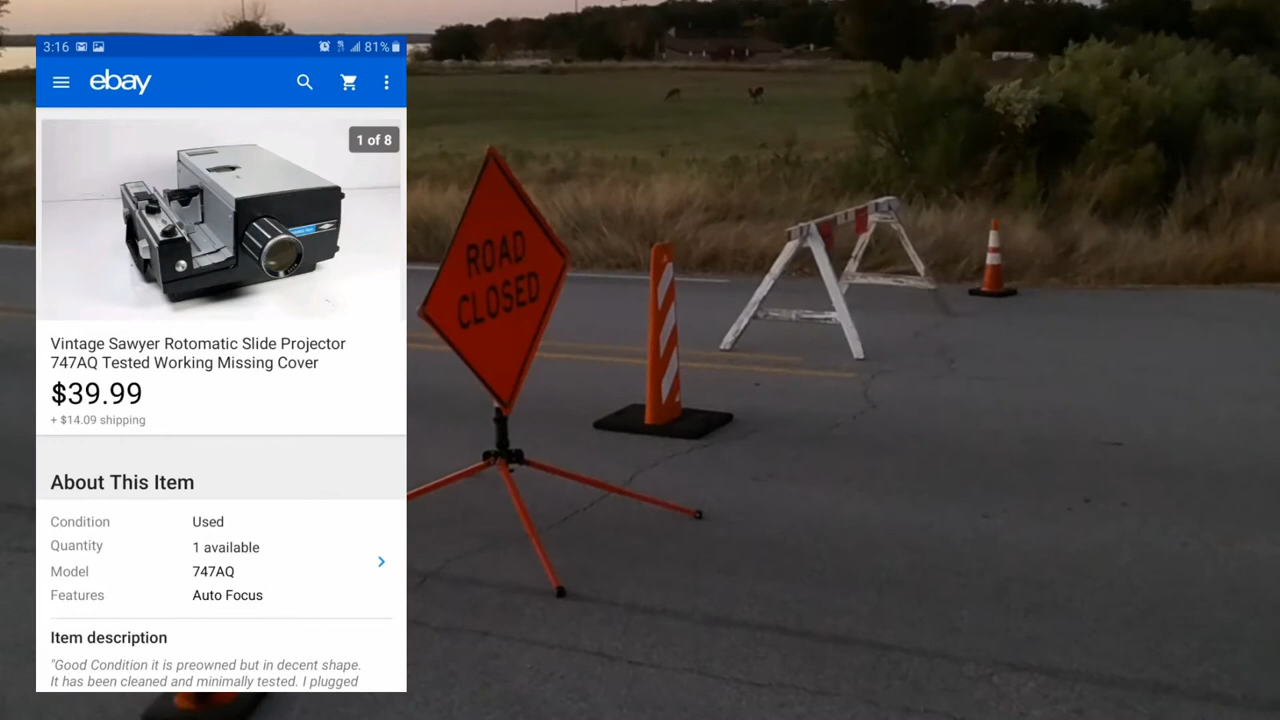 3:16 81%
ebay
1 of 8
Vintage Sawyer Rotomatic Slide Projector
747AQ Tested Working Missing Cover
$39.99
+ $14.09 shipping
About This Item
Condition Used
Quantity 1 available
Model 747AQ
Features Auto Focus
Item description
"Good Condition it is preowned but in decent shape.
It has been cleaned and minimally tested. I plugged
ROAD
CLOSED